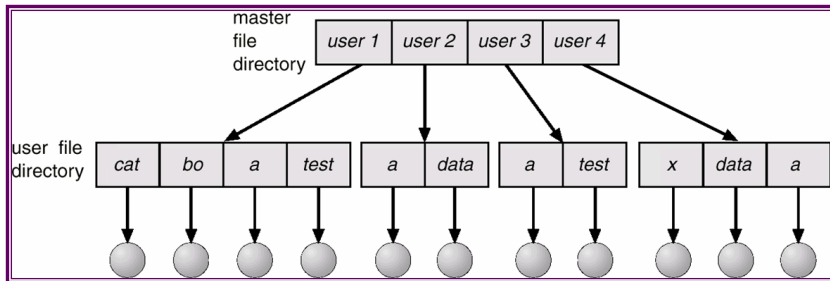 master
file
directory
user 1 user 2 user 3 user 4
user file
directory
cat bo a test a data a test x data a